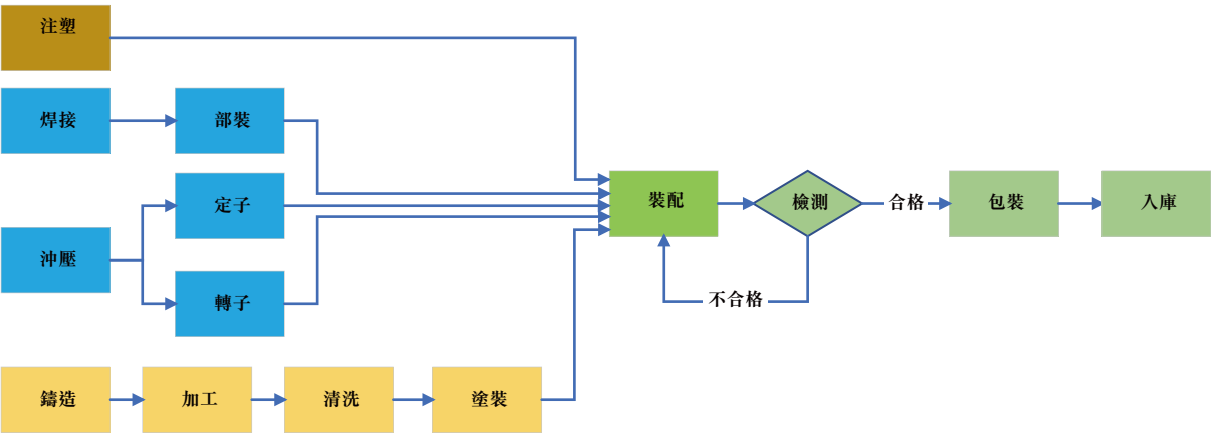 注塑
焊接
部裝
定子
沖壓
轉子
裝配
檢測
合格
包裝
入庫
不合格
鑄造
加工
清洗
塗裝